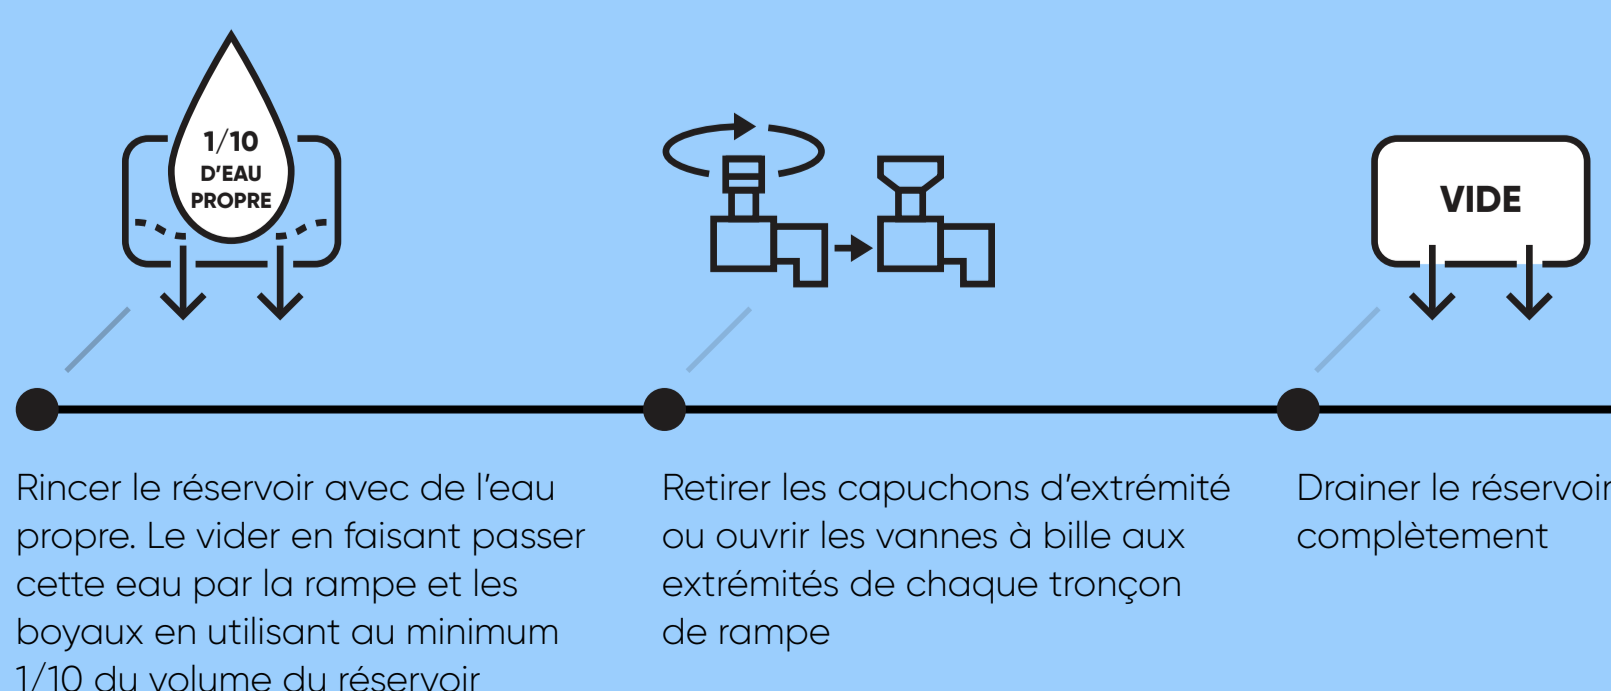 1/10
D'EAU
PROPRE
VIDE
Rincer le réservoir avec de l'eau
propre. Le vider en faisant passer
cette eau par la rampe et les
boyaux en utilisant au minimum
1/10 du volume du réservoir
Retirer les capuchons d'extrémité
ou ouvrir les vannes à bille aux
extrémités de chaque tronçon
de rampe
Drainer le réservoir
complètement